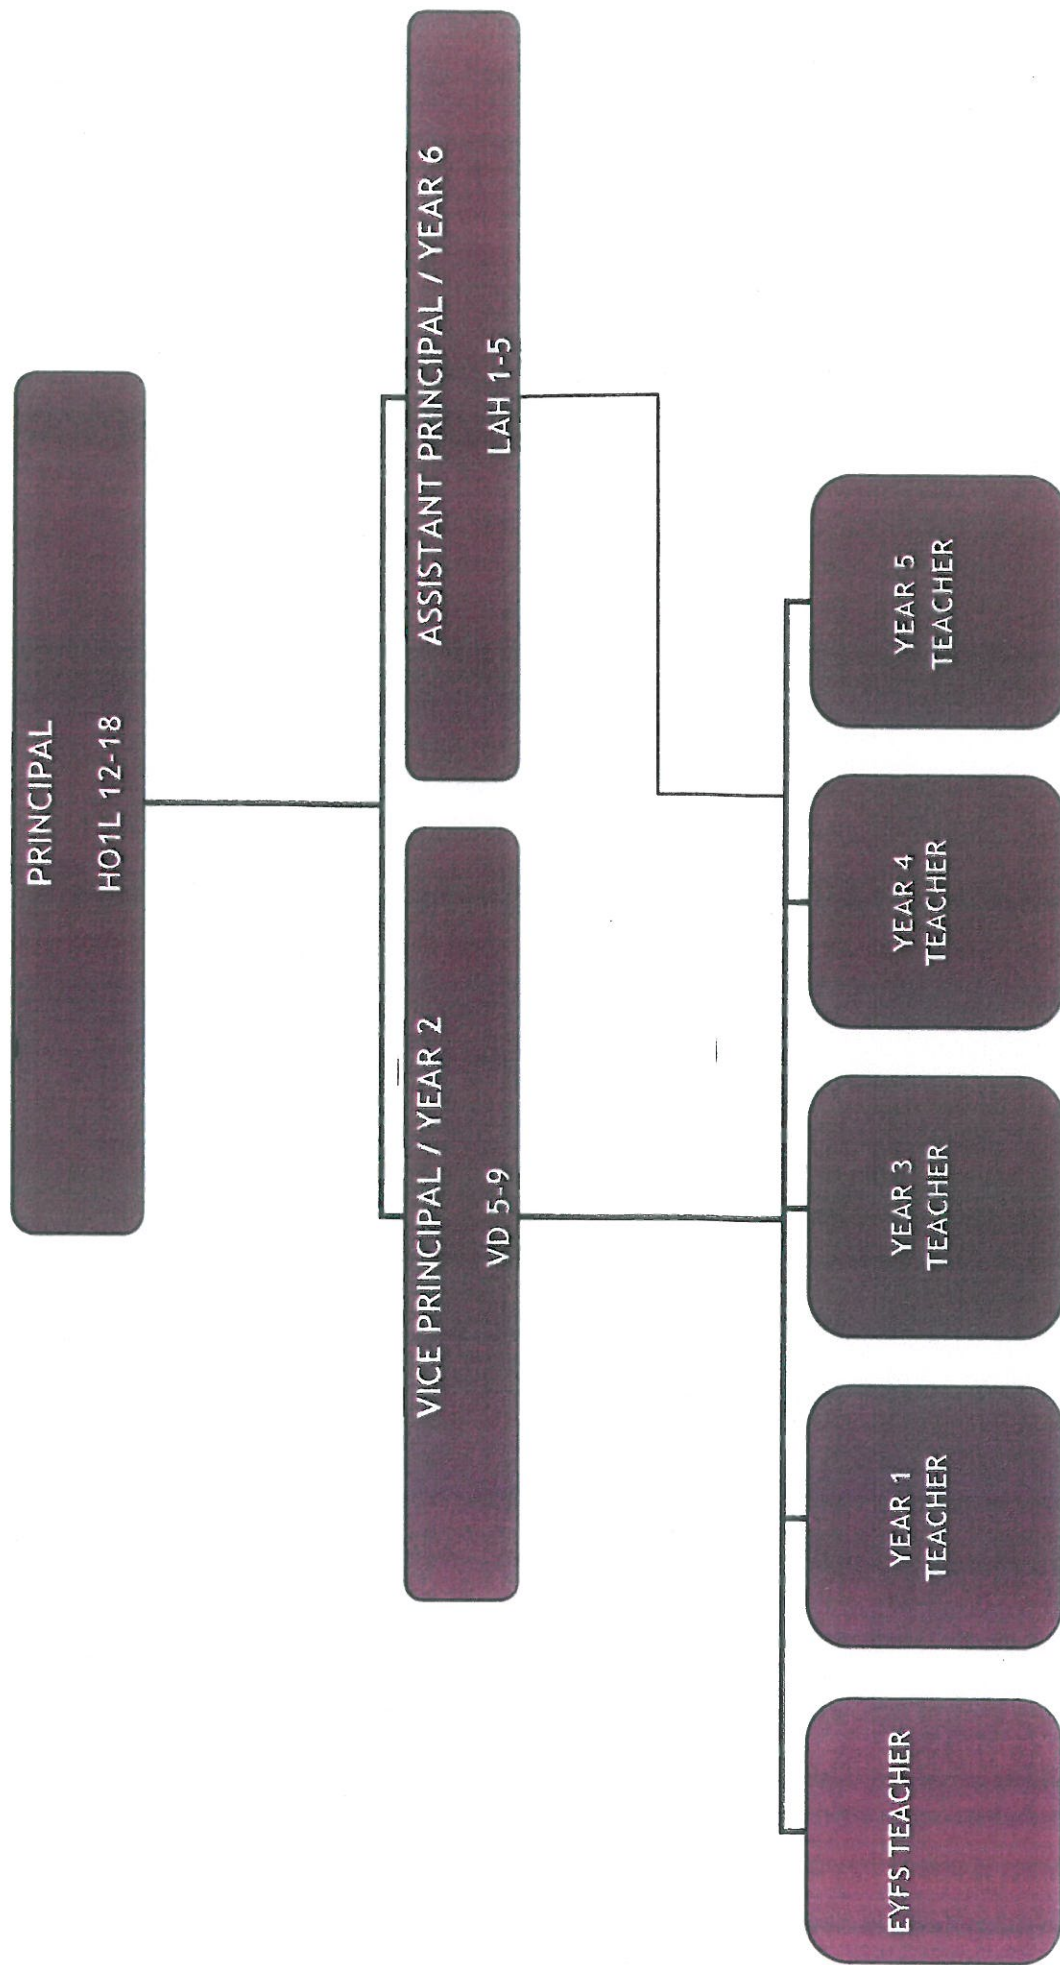 PRINCIPAL
HO1L 12-18
VICE PRINCIPAL / YEAR 2
VD 5-9
ASSISTANT PRINCIPAL / YEAR 6
LAH 1-5
EYFS TEACHER
YEAR 1
TEACHER
YEAR 3
TEACHER
YEAR 4
TEACHER
YEAR 5
TEACHER